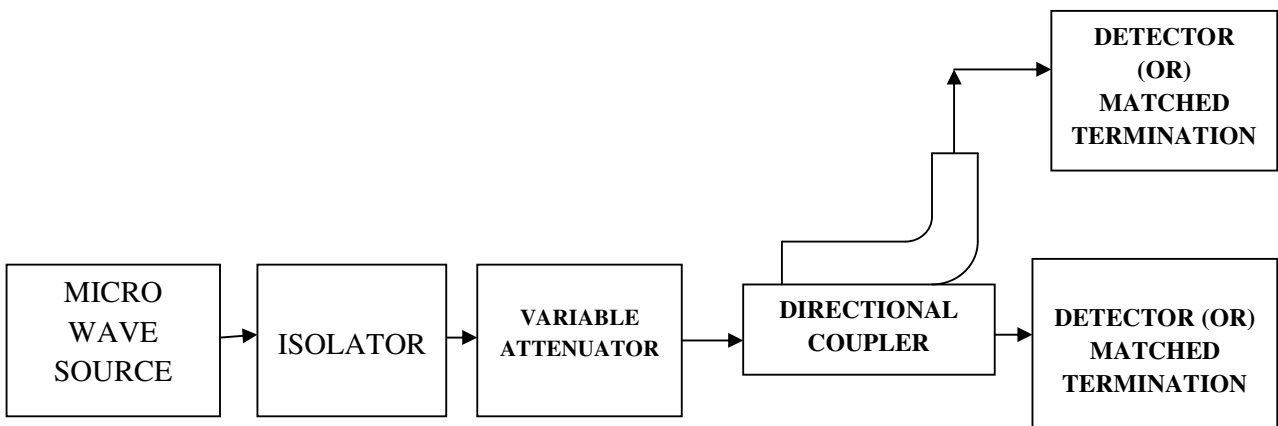 DETECTOR
(OR)
MATCHED
TERMINATION
MICRO
WAVE
SOURCE
ISOLATOR
VARIABLE
ATTENUATOR
DIRECTIONAL
COUPLER
DETECTOR (OR)
MATCHED
TERMINATION